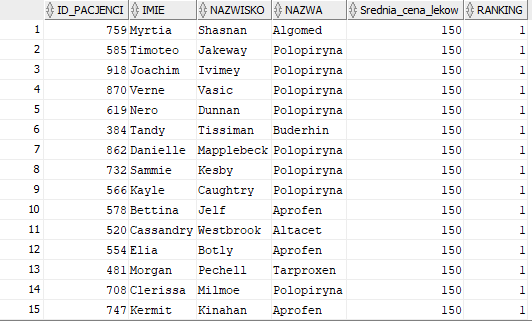 ID_PACJENCI IMIE NAZWISKO NAZWA Srednia_cena_lekow RANKING
1 759 Myrtia Shasnan Algomed 150 1
2 585 Timoteo Jakeway Polopiryna 150 1
3 918 Joachim Ivimey Polopiryna 150 1
4 870 Verne Vasic Polopiryna 150 1
5 619 Nero Dunnan Polopiryna 150 1
6 384 Tandy Tissiman Buderhin 150 1
7 862 Danielle Mapplebeck Polopiryna 150 1
8 732 Sammie Kesby Polopiryna 150 1
9 566 Kayle Caughtry Polopiryna 150 1
10 578 Bettina Jelf Aprofen 150 1
11 520 Cassandry Westbrook Altacet 150 1
12 554 Elia Botly Aprofen 150 1
13 481 Morgan Pechell Tarproxen 150 1
14 708 Clerissa Milmoe Polopiryna 150 1
15 747 Kermit Kinahan Aprofen 150 1